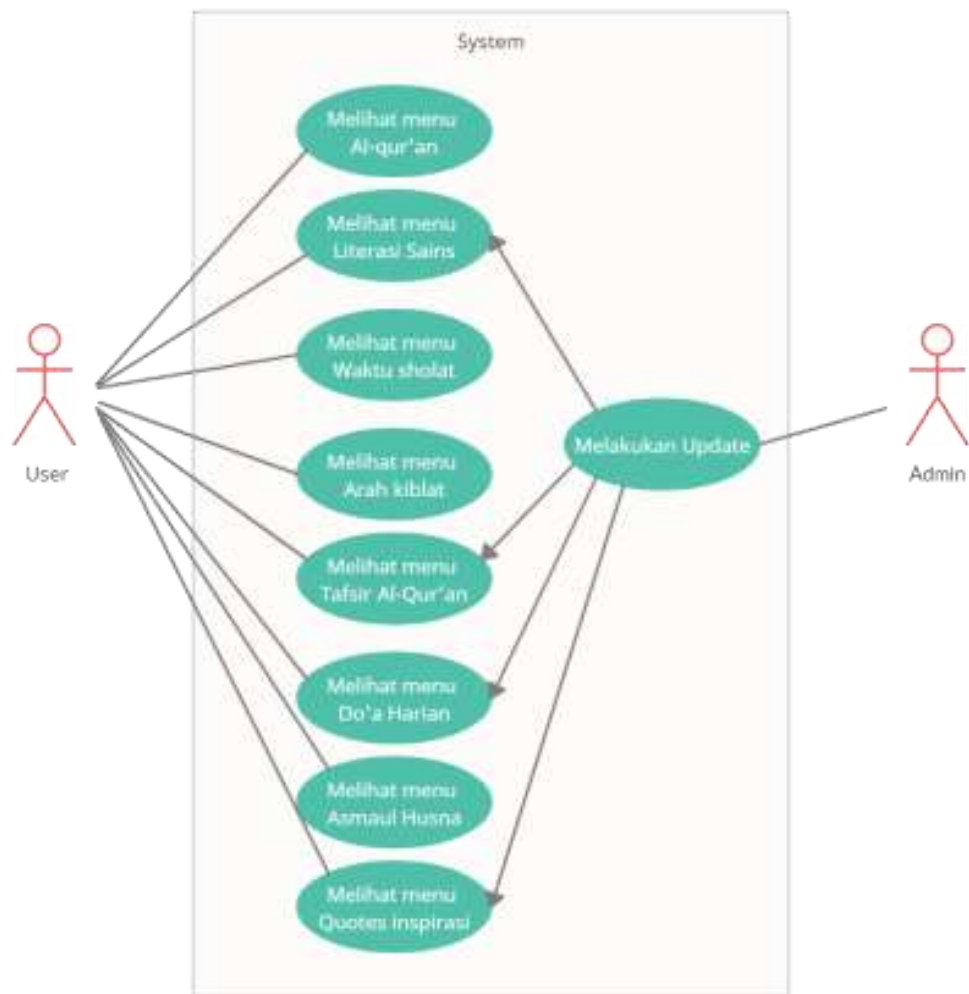 System
Melihat menu
Al-qur'an
Melihat menu
Literasi Sains
Melihat menu
Waktu sholat
Melihat menu
Arah kiblat
Melihat menu
Tafsir Al-Qur'an
Melihat menu
Do'a Harian
Melihat menu
Asmaul Husna
Melihat menu
Quotes inspirasi
Melakukan Update
User
Admin